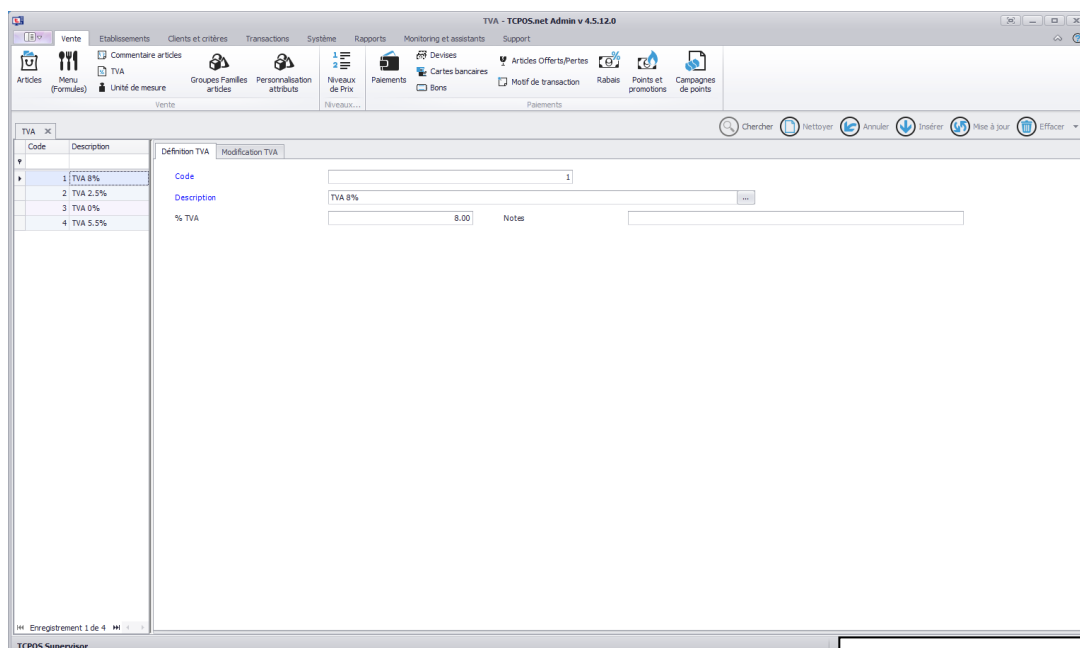 TVA - TCPOS.net Admin v 4.5.12.0
Vente Etablissements Clients et critères Transactions Système Rapports Monitoring et assistants Support
Articles
Menu
(Formules)
Commentaire articles
TVA
Unité de mesure
Groupes Familles
articles
Personnalisation
attributs
Vente
Niveaux
de Prix
Niveaux...
Paiements
Devises
Cartes bancaires
Bons
Articles Offerts/Pertes
Motif de transaction
Rabais
Points et
promotions
Campagnes
de points
Paiements
TVA
Chercher Nettoyer Annuler Insérer Mise à jour Effacer
Code Description
1 TVA 8%
2 TVA 2.5%
3 TVA 0%
4 TVA 5.5%
Définition TVA Modification TVA
Code 1
Description TVA 8% ...
% TVA 8.00 Notes
Enregistrement 1 de 4
TCPOS Supervisor